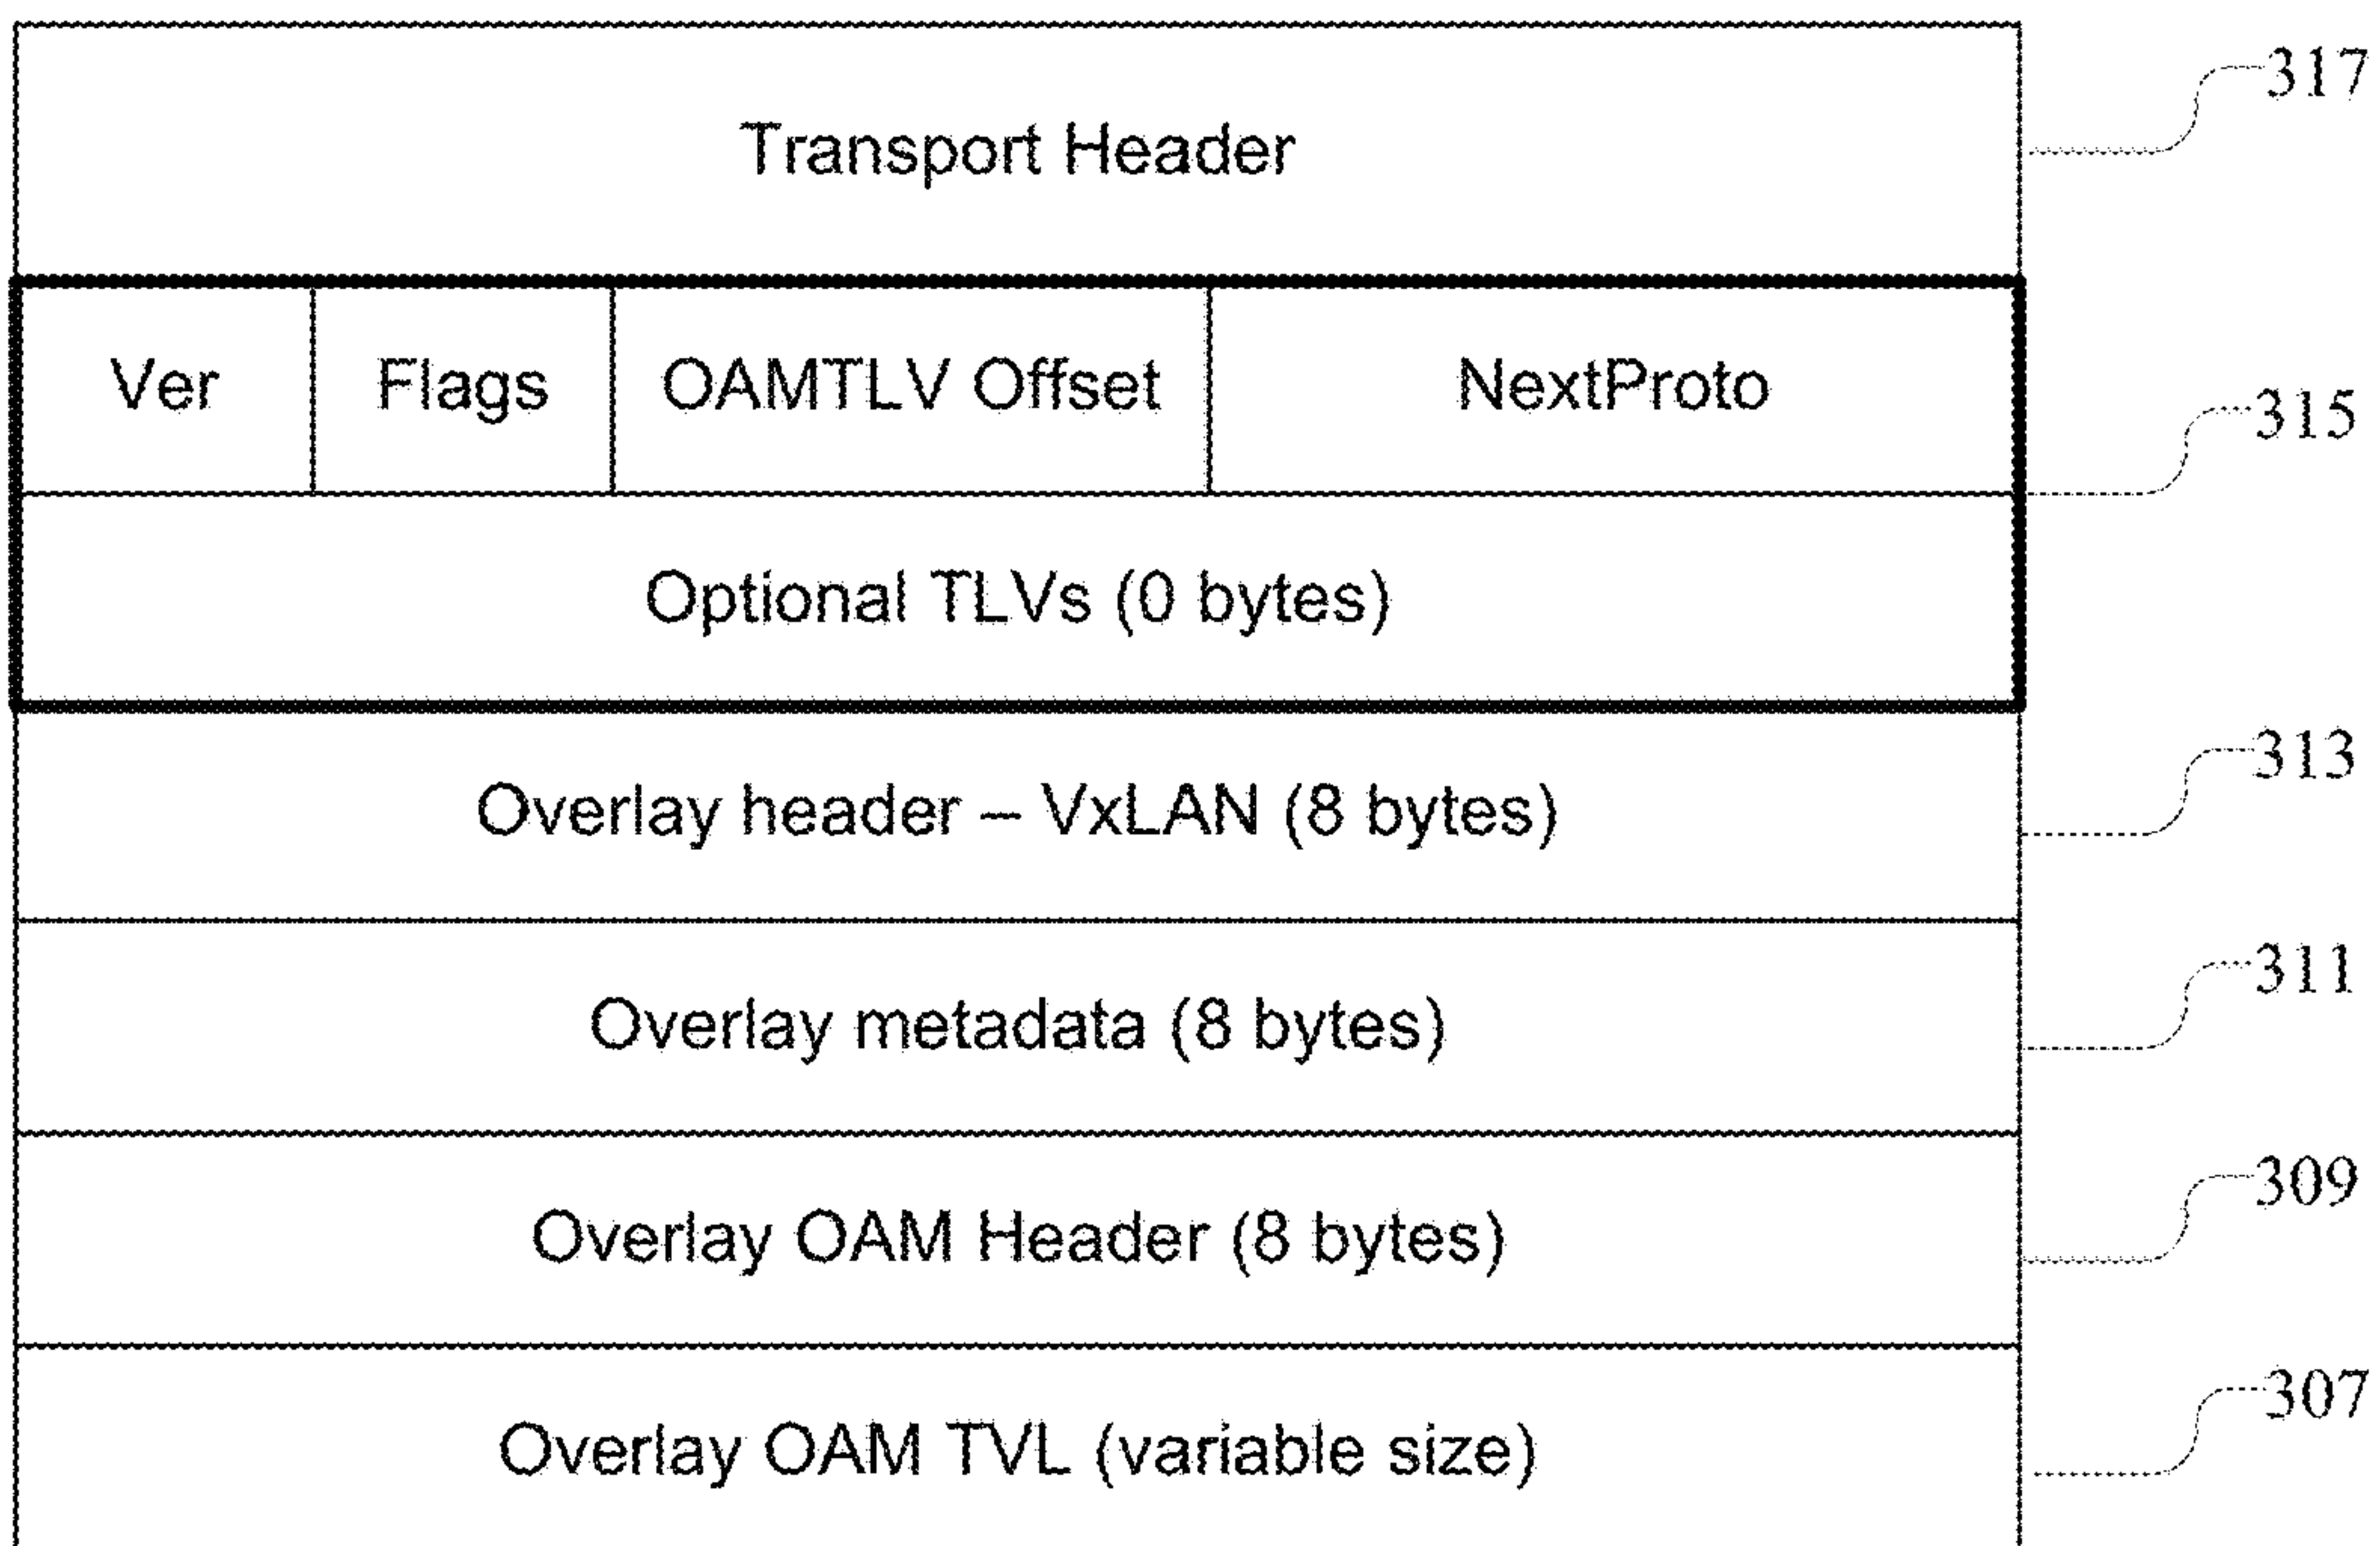 Transport Header
317
Ver Flags OAMTLV Offset NextProto
315
Optional TLVs (0 bytes)
Overlay header – VxLAN (8 bytes)
313
Overlay metadata (8 bytes)
311
Overlay OAM Header (8 bytes)
309
Overlay OAM TVL (variable size)
307